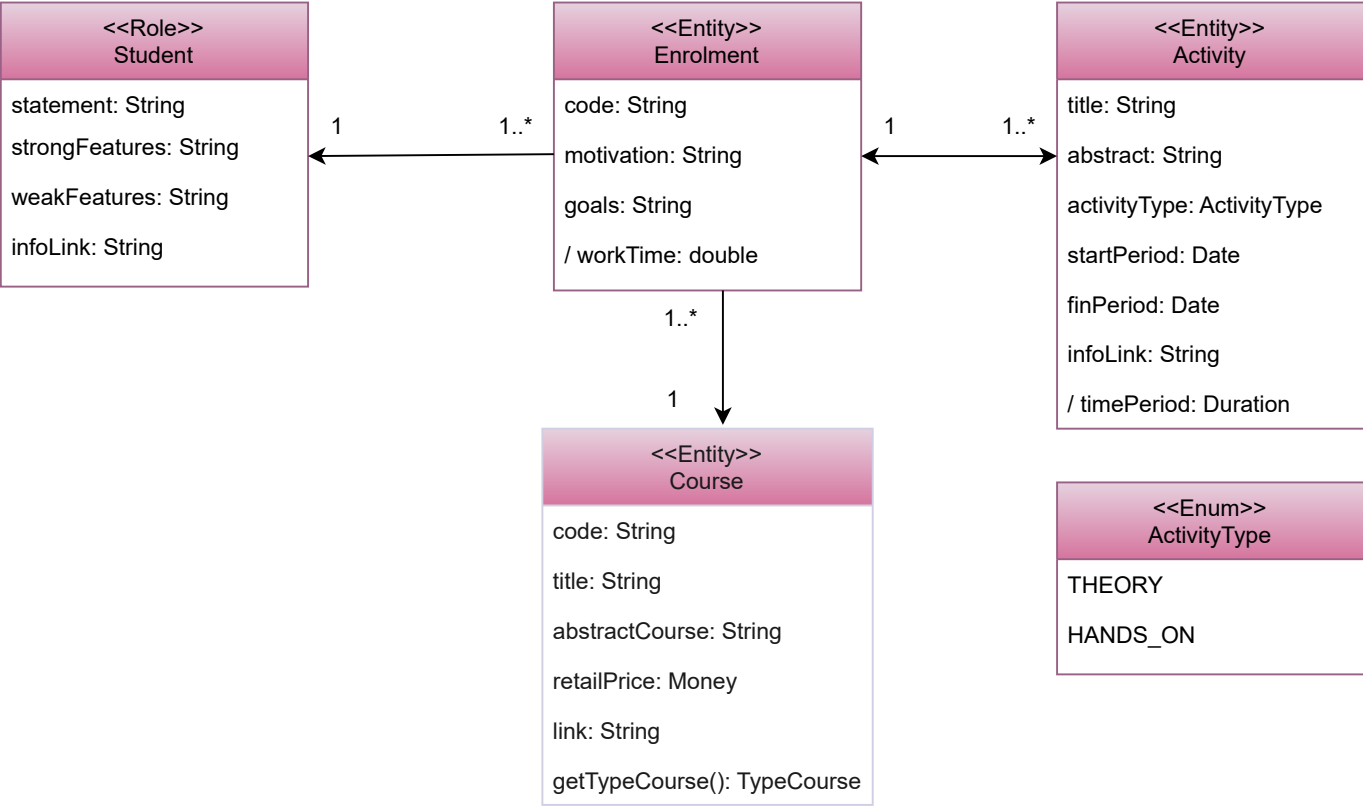 <<Role>>
Student
statement: String
strongFeatures: String
weakFeatures: String
infoLink: String
1
1..*
<<Entity>>
Enrolment
code: String
motivation: String
goals: String
/ workTime: double
1
1..*
<<Entity>>
Activity
title: String
abstract: String
activityType: ActivityType
startPeriod: Date
finPeriod: Date
infoLink: String
/ timePeriod: Duration
1..*
1
<<Entity>>
Course
code: String
title: String
abstractCourse: String
retailPrice: Money
link: String
getTypeCourse(): TypeCourse
<<Enum>>
ActivityType
THEORY
HANDS_ON